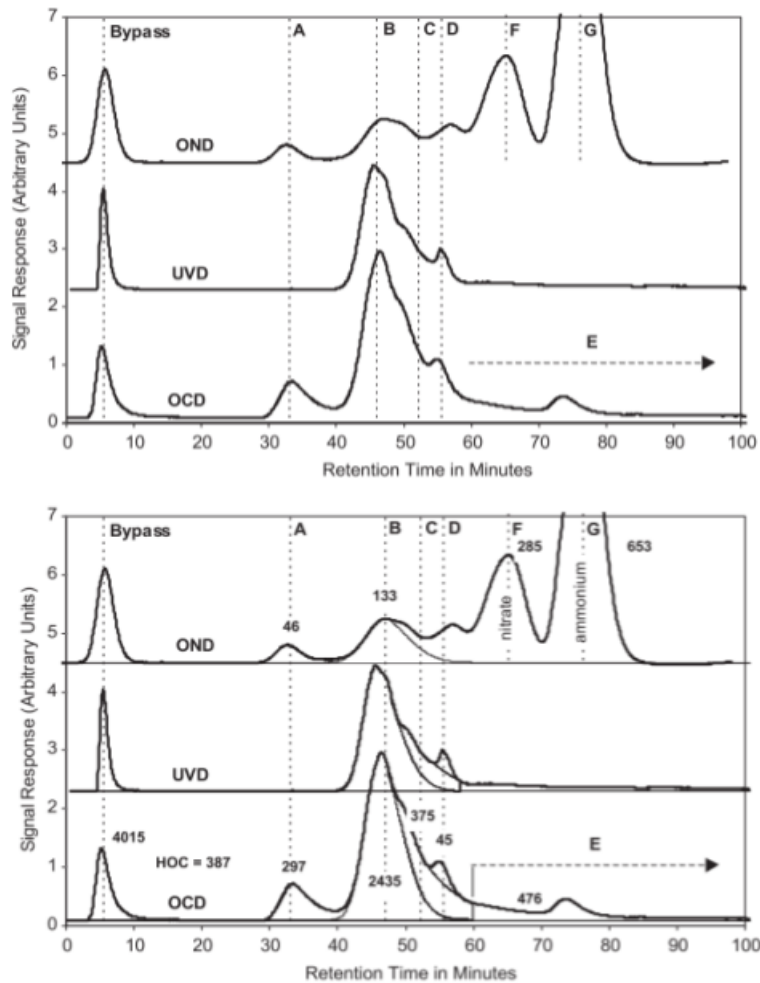 7
Bypass
A
B
C
D
F
G
6
5
OND
4
3
UVD
2
1
E
OCD
0
0 10 20 30 40 50 60 70 80 90 100
Signal Response (Arbitrary Units)
Retention Time in Minutes
7
Bypass
A
B
C
D
F
G
285
653
6
133
46
nitrate
ammonium
5
OND
4
3
UVD
2
375
E
4015
45
1
HOC = 387
297
2435
476
OCD
0
0 10 20 30 40 50 60 70 80 90 100
Signal Response (Arbitrary Units)
Retention Time in Minutes